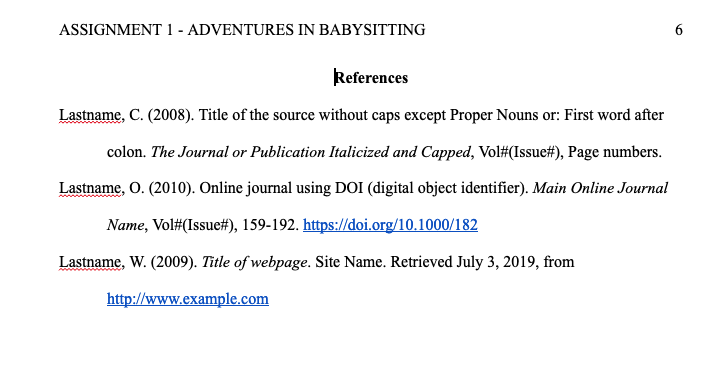 ASSIGNMENT 1 - ADVENTURES IN BABYSITTING 6
References
Lastname, C. (2008). Title of the source without caps except Proper Nouns or: First word after
colon. The Journal or Publication Italicized and Capped, Vol#(Issue#), Page numbers.
Lastname, O. (2010). Online journal using DOI (digital object identifier). Main Online Journal
Name, Vol#(Issue#), 159-192. https://doi.org/10.1000/182
Lastname, W. (2009). Title of webpage. Site Name. Retrieved July 3, 2019, from
http://www.example.com